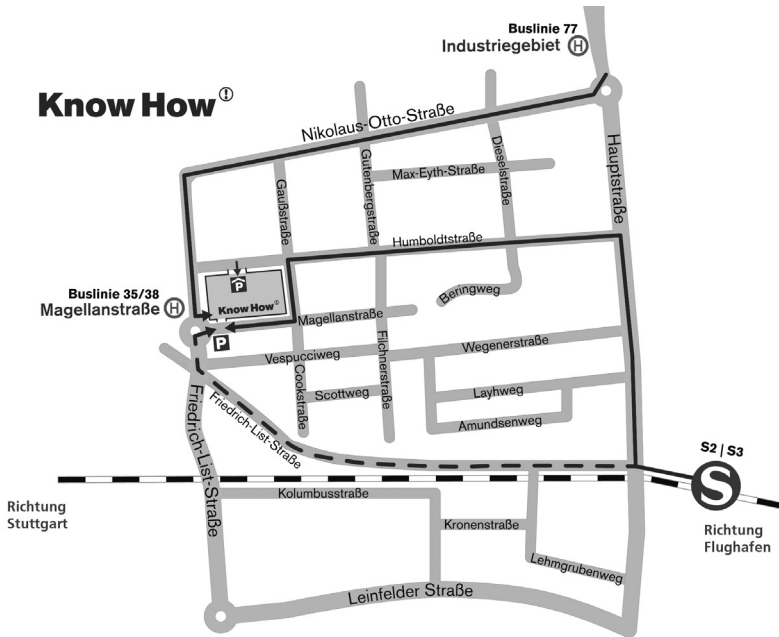 Buslinie 77
Industriegebiet H
Know How!
Nikolaus-Otto-Straße
Hauptstraße
Gutenbergstraße
Dieselstraße
Max-Eyth-Straße
Gaußstraße
Humboldtstraße
P
Know How!
Beringweg
Buslinie 35/38
Magellanstraße H
Magellanstraße
P
Vespucciweg
Wegenerstraße
Filchnerstraße
Cookstraße
Scottweg
Layhweg
Amundsenweg
Friedrich-List-Straße
Friedrich-List-Straße
S2 | S3
S
Kolumbusstraße
Richtung
Stuttgart
Kronenstraße
Richtung
Flughafen
Lehmgrubenweg
Leinfelder Straße